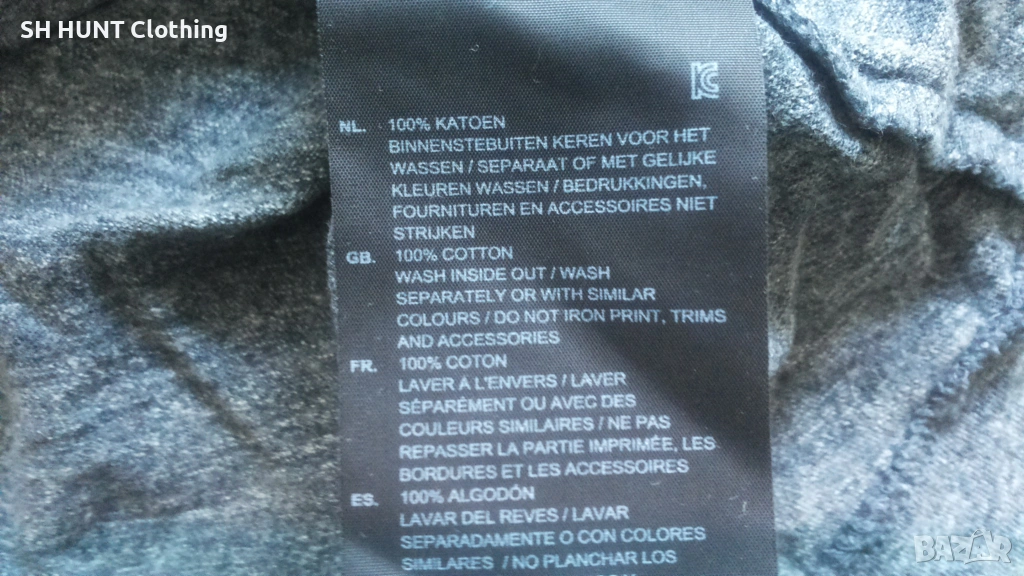 SH HUNT Clothing
NL. 100% KATOEN
BINNENSTEBUITEN KEREN VOOR HET
WASSEN / SEPARAAT OF MET GELIJKE
KLEUREN WASSEN / BEDRUKKINGEN,
FOURNITUREN EN ACCESSOIRES NIET
STRIJKEN
GB. 100% COTTON
WASH INSIDE OUT / WASH
SEPARATELY OR WITH SIMILAR
COLOURS / DO NOT IRON PRINT, TRIMS
AND ACCESSORIES
FR. 100% COTON
LAVER À L'ENVERS / LAVER
SÉPARÉMENT OU AVEC DES
COULEURS SIMILAIRES / NE PAS
REPASSER LA PARTIE IMPRIMÉE, LES
BORDURES ET LES ACCESSOIRES
ES. 100% ALGODÓN
LAVAR DEL REVES / LAVAR
SEPARADAMENTE O CON COLORES
SIMILARES / NO PLANCHAR LOS
BAZAR